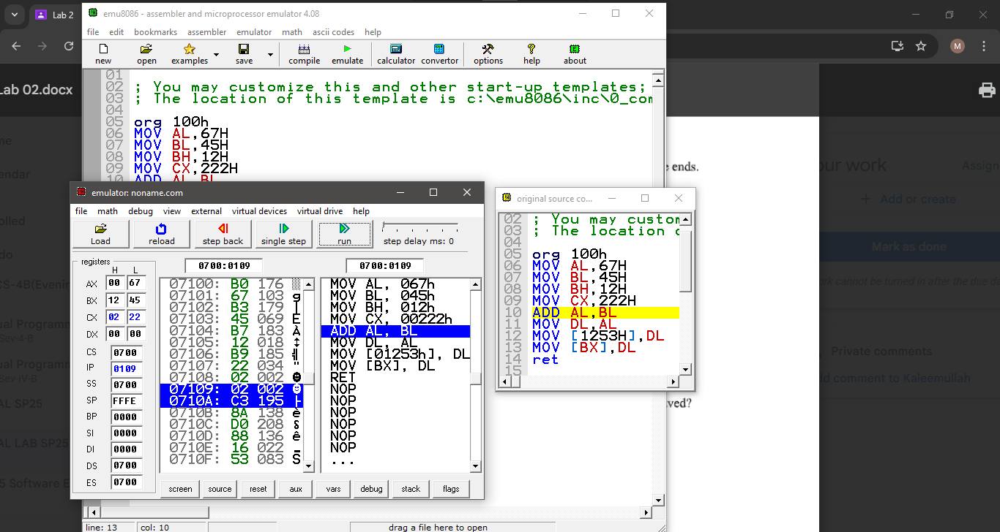 Lab 2
emu8086 - assembler and microprocessor emulator 4.08
file edit bookmarks assembler emulator math ascii codes help
new open examples save compile emulate calculator convertor options help about
M
Lab 02.docx
01
02 ; You may customize this and other start-up templates;
03 ; The location of this template is c:\emu8086\inc\0_com
04
05 org 100h
06 MOV AL,67H
07 MOV BL,45H
08 MOV BH,12H
09 MOV CX,222H
10 ADD AL,BL
ends.
our work
Assign
+ Add or create
Mark as done
ork cannot be turned in after the due da
Private comments
dd comment to Kaleemullah
ved?
me
endar
olled
do
CS-4B(Evenin
ual Programm
Sev-4-B
ual Programm
Sev-IV-B
AL SP25
AL LAB SP25
5 Software E
emulator: noname.com
file math debug view external virtual devices virtual drive help
Load reload step back single step run step delay ms: 0
registers
H L
AX 00 67
BX 12 45
CX 02 22
DX 00 00
CS 0700
IP 0109
SS 0700
SP FFFE
BP 0000
SI 0000
DI 0000
DS 0700
ES 0700
0700:0109
07100: B0 176 ░
07101: 67 103 g
07102: B3 179 │
07103: 45 069 E
07104: B7 183 À
07105: 12 018 ↕
07106: B9 185 ╣
07107: 22 034 "
07108: 02 002 ☻
07109: 02 002 ☻
0710A: C3 195 ├
0710B: 8A 138 è
0710C: D0 208
0710D: 88 136 ê
0710E: 16 022 ▬
0710F: 53 083 S
0700:0109
MOV AL, 067h
MOV BL, 045h
MOV BH, 012h
MOV CX, 00222h
ADD AL, BL
MOV DL, AL
MOV [01253h], DL
MOV [BX], DL
RET
NOP
NOP
NOP
NOP
NOP
NOP
...
screen source reset aux vars debug stack flags
original source co...
02 ; You may custom
03 ; The location o
04
05 org 100h
06 MOV AL,67H
07 MOV BL,45H
08 MOV BH,12H
09 MOV CX,222H
10 ADD AL,BL
11 MOV DL,AL
12 MOV [1253H],DL
13 MOV [BX],DL
14 ret
15
line: 13 col: 10 drag a file here to open